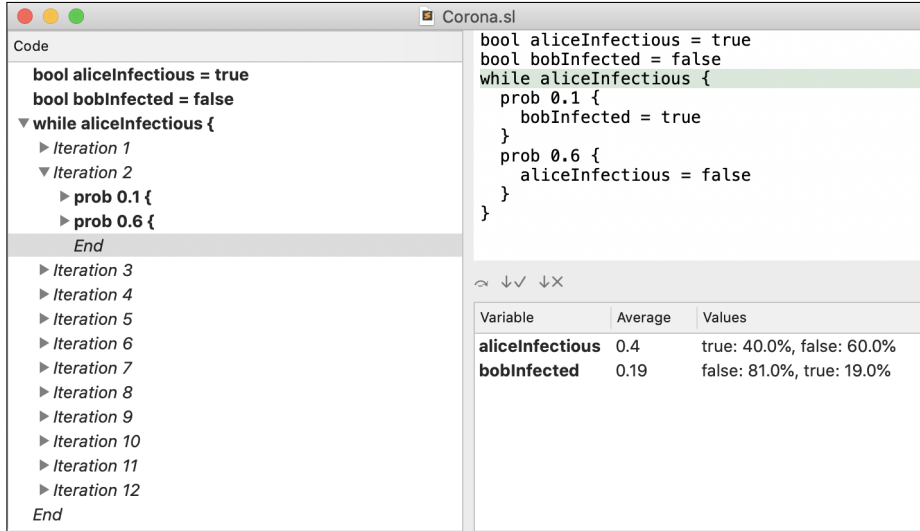 Corona.sl
Code
bool aliceInfectious = true
bool bobInfected = false
while aliceInfectious {
Iteration 1
Iteration 2
prob 0.1 {
prob 0.6 {
End
Iteration 3
Iteration 4
Iteration 5
Iteration 6
Iteration 7
Iteration 8
Iteration 9
Iteration 10
Iteration 11
Iteration 12
End
bool aliceInfectious = true
bool bobInfected = false
while aliceInfectious {
prob 0.1 {
bobInfected = true
}
prob 0.6 {
aliceInfectious = false
}
}
Variable Average Values
aliceInfectious 0.4 true: 40.0%, false: 60.0%
bobInfected 0.19 false: 81.0%, true: 19.0%